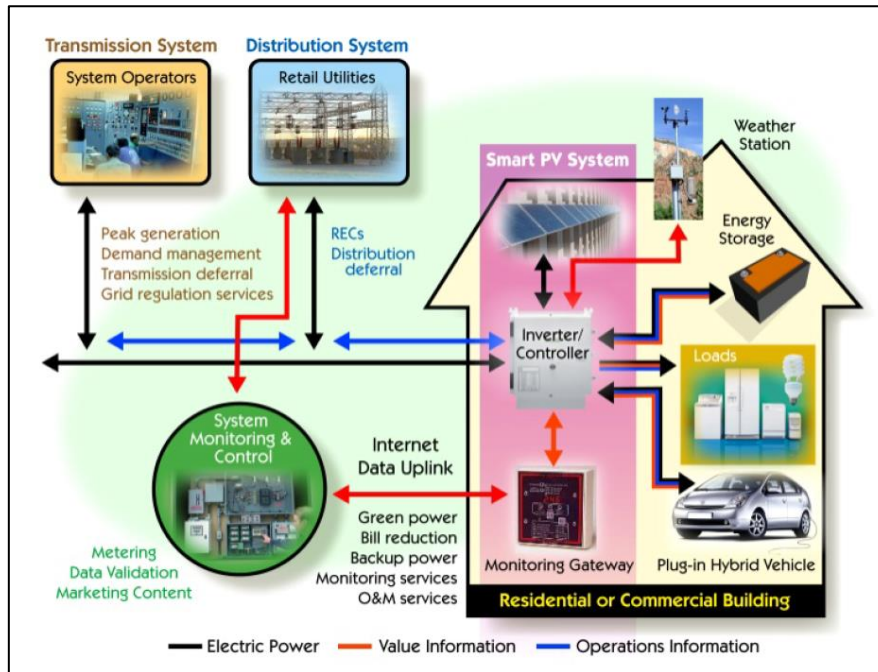 Transmission System
Distribution System
System Operators
Retail Utilities
Weather
Station
Smart PV System
Energy
Storage
Peak generation
Demand management
Transmission deferral
Grid regulation services
RECs
Distribution
deferral
Inverter/
Controller
Loads
System
Monitoring &
Control
Internet
Data Uplink
Green power
Bill reduction
Backup power
Monitoring services
O&M services
Metering
Data Validation
Marketing Content
Monitoring Gateway
Plug-in Hybrid Vehicle
Residential or Commercial Building
Electric Power
Value Information
Operations Information